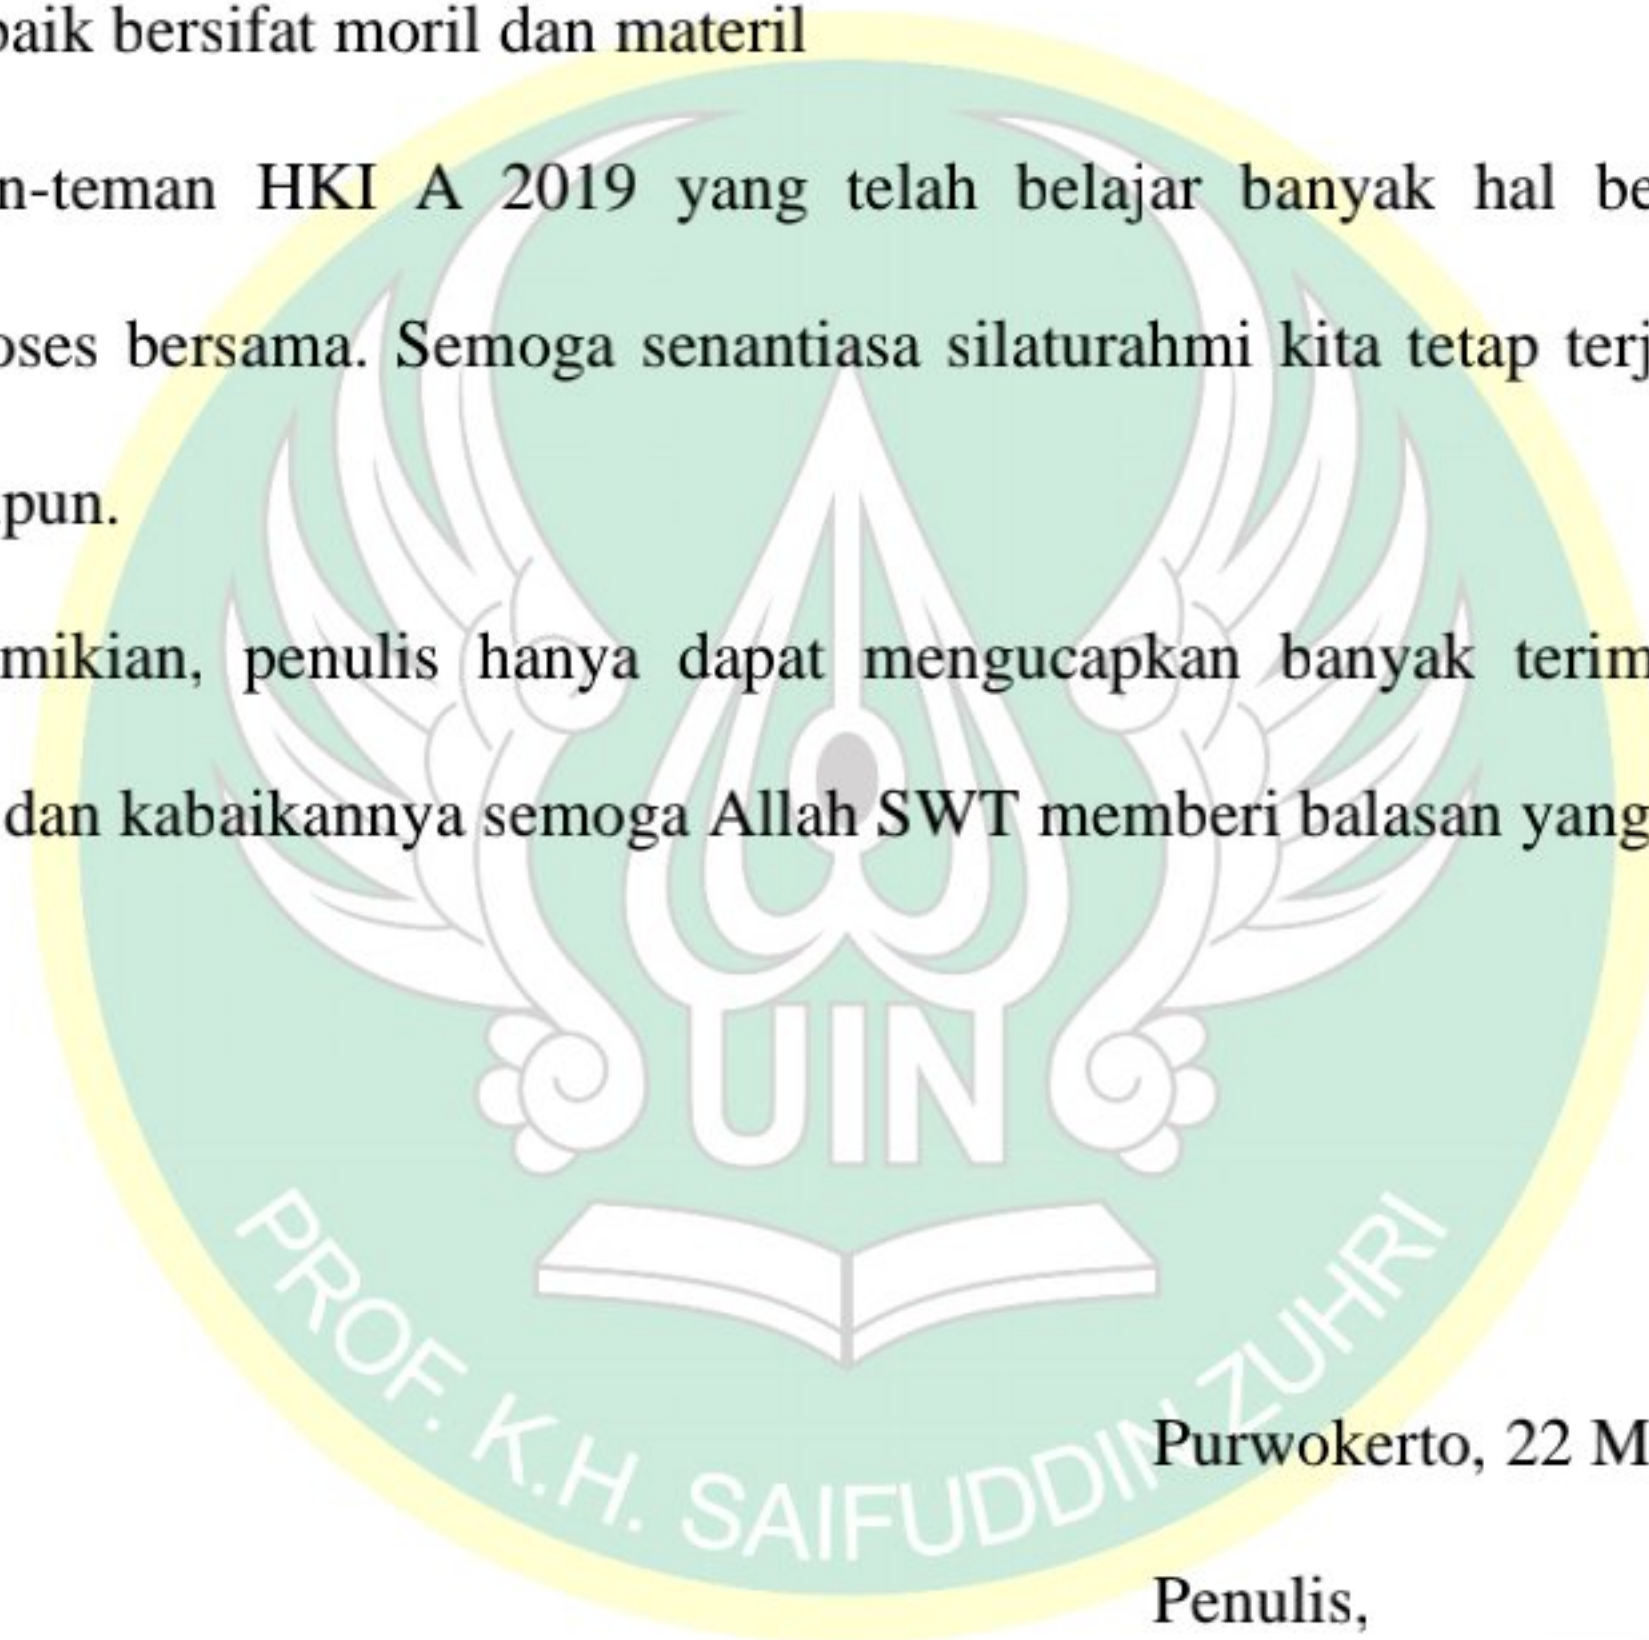 baik bersifat moril dan materil
n-teman HKI A 2019 yang telah belajar banyak hal be
oses bersama. Semoga senantiasa silaturahmi kita tetap terj
pun.
mikian, penulis hanya dapat mengucapkan banyak terim
dan kabaikannya semoga Allah SWT memberi balasan yang
UIN
PROF. K.H. SAIFUDDIN ZUHRI
Purwokerto, 22 M
Penulis,